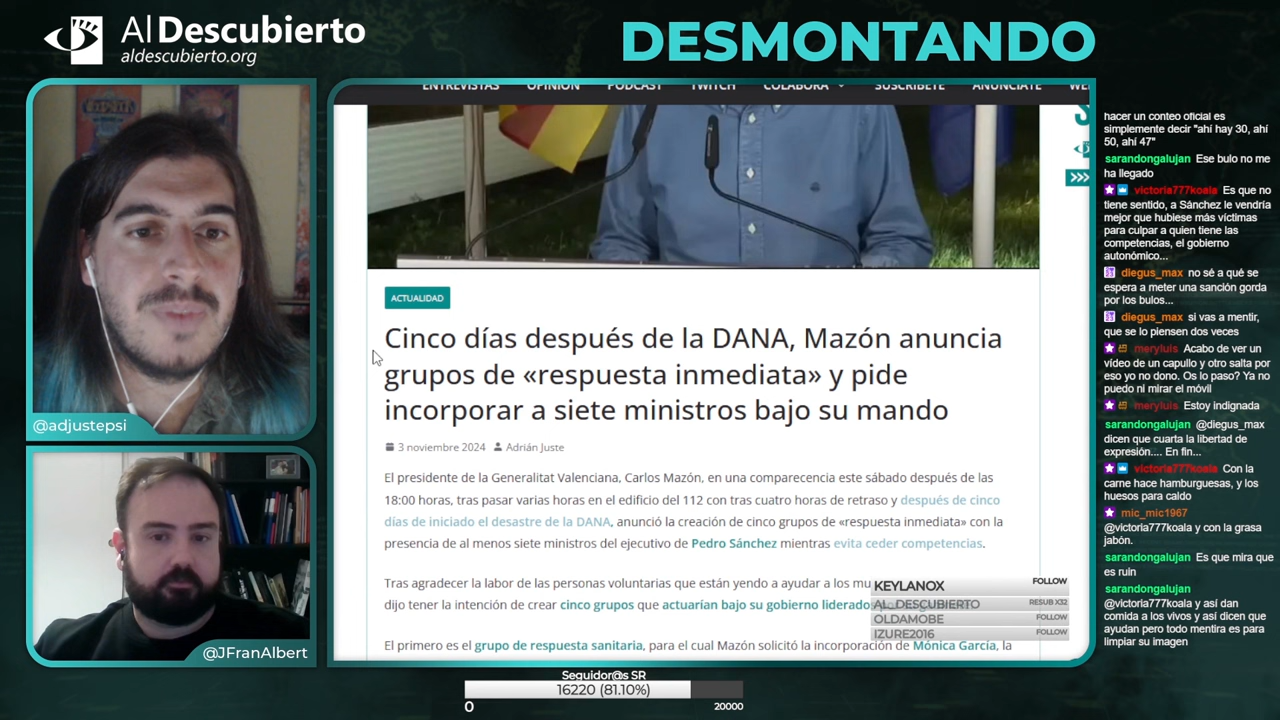 Al Descubierto
aldescubierto.org
DESMONTANDO
ENTREVISTAS OPINIÓN PODCAST TWITCH COLABORA SUSCRÍBETE ANÚNCIATE
@adjustepsi
@JFranAlbert
ACTUALIDAD
Cinco días después de la DANA, Mazón anuncia
grupos de «respuesta inmediata» y pide
incorporar a siete ministros bajo su mando
3 noviembre 2024 Adrián Juste
El presidente de la Generalitat Valenciana, Carlos Mazón, en una comparecencia este sábado después de las
18:00 horas, tras pasar varias horas en el edificio del 112 con tras cuatro horas de retraso y después de cinco
días de iniciado el desastre de la DANA, anunció la creación de cinco grupos de «respuesta inmediata» con la
presencia de al menos siete ministros del ejecutivo de Pedro Sánchez mientras evita ceder competencias.
Tras agradecer la labor de las personas voluntarias que están yendo a ayudar a los mu
dijo tener la intención de crear cinco grupos que actuarían bajo su gobierno liderado
El primero es el grupo de respuesta sanitaria, para el cual Mazón solicitó la incorporación de Mónica García, la
KEYLANOX FOLLOW
AL_DESCUBIERTO RESUB X32
OLDAMOBE FOLLOW
IZURE2016 FOLLOW
Seguidor@s SR
16220 (81.10%)
0 20000
hacer un conteo oficial es
simplemente decir "ahí hay 30, ahí
50, ahí 47"
sarandongalujan Ese bulo no me
ha llegado
victoria777koala Es que no
tiene sentido, a Sánchez le vendría
mejor que hubiese más víctimas
para culpar a quien tiene las
competencias, el gobierno
autonómico...
diegus_max no sé a qué se
espera a meter una sanción gorda
por los bulos...
diegus_max si vas a mentir,
que se lo piensen dos veces
meryluis Acabo de ver un
vídeo de un capullo y otro salta por
eso yo no dono. Os lo paso? Ya no
puedo ni mirar el móvil
meryluis Estoy indignada
sarandongalujan @diegus_max
dicen que cuarta la libertad de
expresión.... En fin...
victoria777koala Con la
carne hace hamburguesas, y los
huesos para caldo
mic_mic1967
@victoria777koala y con la grasa
jabón.
sarandongalujan Es que mira que
es ruin
sarandongalujan
@victoria777koala y así dan
comida a los vivos y así dicen que
ayudan pero todo mentira es para
limpiar su imagen